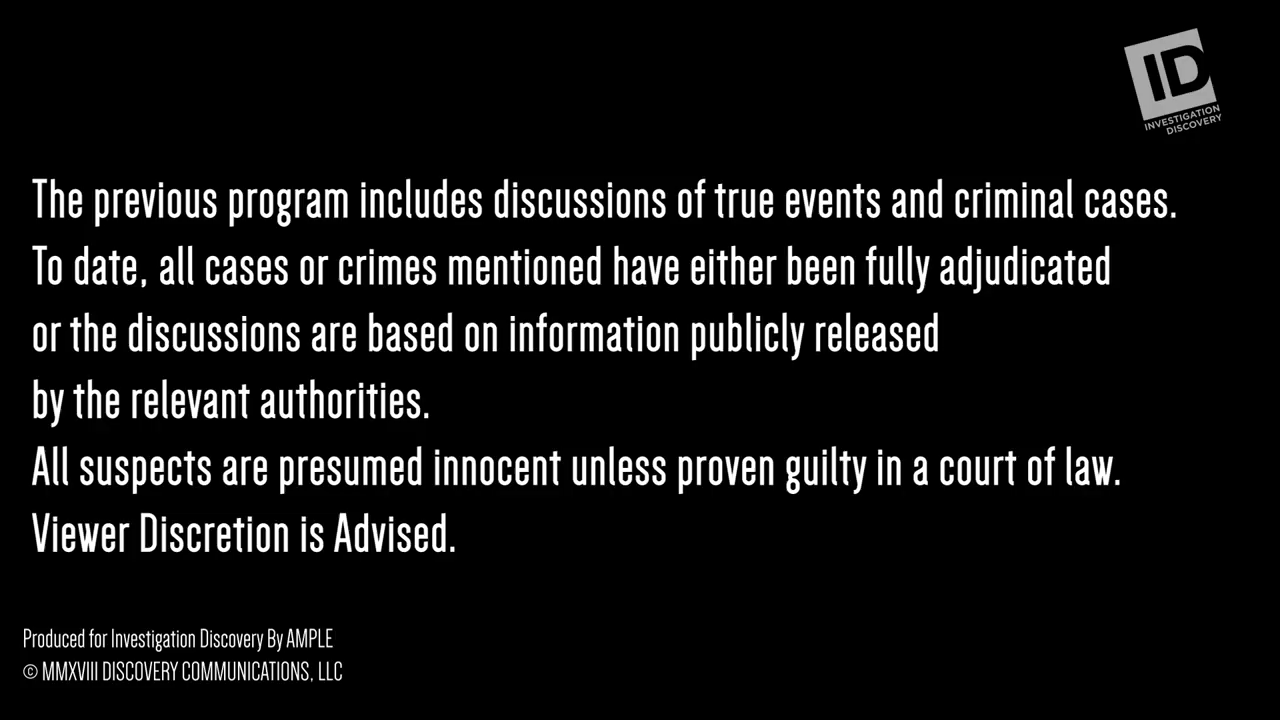 ID
INVESTIGATION
DISCOVERY
The previous program includes discussions of true events and criminal cases.
To date, all cases or crimes mentioned have either been fully adjudicated
or the discussions are based on information publicly released
by the relevant authorities.
All suspects are presumed innocent unless proven guilty in a court of law.
Viewer Discretion is Advised.
Produced for Investigation Discovery By AMPLE
© MMXVIII DISCOVERY COMMUNICATIONS, LLC